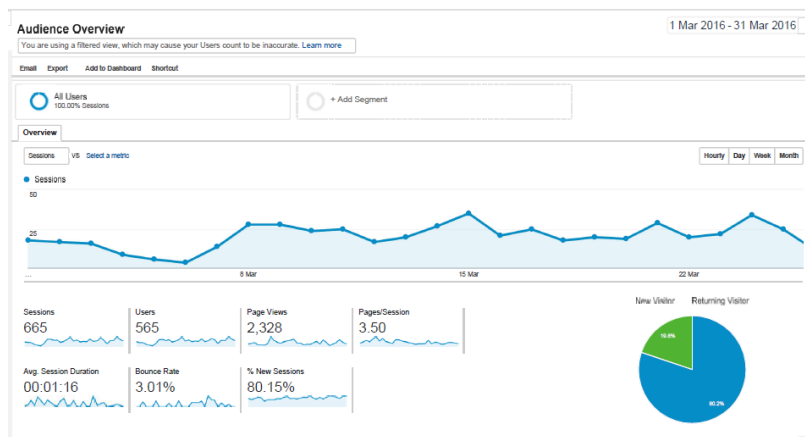 Audience Overview
1 Mar 2016 - 31 Mar 2016
You are using a filtered view, which may cause your Users count to be inaccurate. Learn more
Email Export Add to Dashboard Shortcut
All Users
100.00% Sessions
+ Add Segment
Overview
Sessions VS Select a metric
Hourly Day Week Month
Sessions
50
25
... 8 Mar 15 Mar 22 Mar
New Visitor Returning Visitor
Sessions Users Page Views Pages/Session
665 565 2,328 3.50
Avg. Session Duration Bounce Rate % New Sessions
00:01:16 3.01% 80.15%
19.8%
80.2%